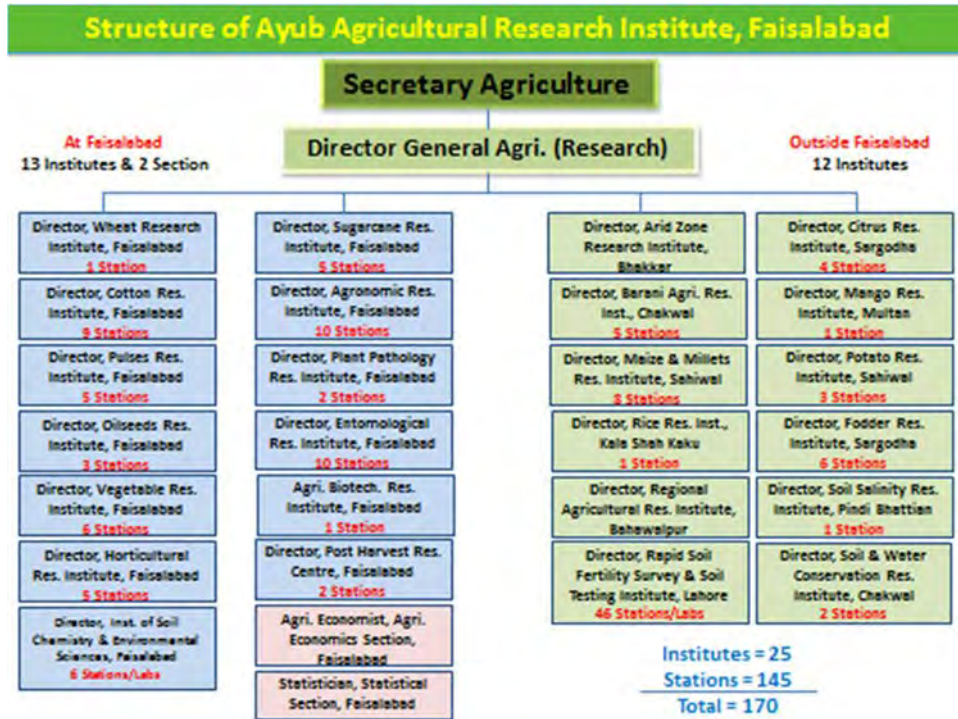 Structure of Ayub Agricultural Research Institute, Faisalabad
Secretary Agriculture
Director General Agri. (Research)
At Faisalabad
13 Institutes & 2 Section
Outside Faisalabad
12 Institutes
Director, Wheat Research
Institute, Faisalabad
1 Station
Director, Cotton Res.
Institute, Faisalabad
9 Stations
Director, Pulses Res.
Institute, Faisalabad
5 Stations
Director, Oilseeds Res.
Institute, Faisalabad
3 Stations
Director, Vegetable Res.
Institute, Faisalabad
6 Stations
Director, Horticultural
Res. Institute, Faisalabad
5 Stations
Director, Inst. of Soil
Chemistry & Environmental
Sciences, Faisalabad
6 Stations/Labs
Director, Sugarcane Res.
Institute, Faisalabad
5 Stations
Director, Agronomic Res.
Institute, Faisalabad
10 Stations
Director, Plant Pathology
Res. Institute, Faisalabad
2 Stations
Director, Entomological
Res. Institute, Faisalabad
10 Stations
Agri. Biotech. Res.
Institute, Faisalabad
1 Station
Director, Post Harvest Res.
Centre, Faisalabad
2 Stations
Agri. Economist, Agri.
Economics Section,
Faisalabad
Statistician, Statistical
Section, Faisalabad
Director, Arid Zone
Research Institute,
Bhakkar
Director, Barani Agri. Res.
Inst., Chakwal
5 Stations
Director, Maize & Millets
Res. Institute, Sahiwal
Stations
Director, Rice Res. Inst.,
Kala Shah Kaku
1 Station
Director, Regional
Agricultural Res. Institute,
Bahawalpur
Director, Rapid Soil
Fertility Survey & Soil
Testing Institute, Lahore
46 Stations/Labs
Director, Citrus Res.
Institute, Sargodha
4 Stations
Director, Mango Res.
Institute, Multan
1 Station
Director, Potato Res.
Institute, Sahiwal
3 Stations
Director, Fodder Res.
Institute, Sargodha
6 Stations
Director, Soil Salinity Res.
Institute, Pindi Bhattian
1 Station
Director, Soil & Water
Conservation Res.
Institute, Chakwal
2 Stations
Institutes = 25
Stations = 145
Total = 170